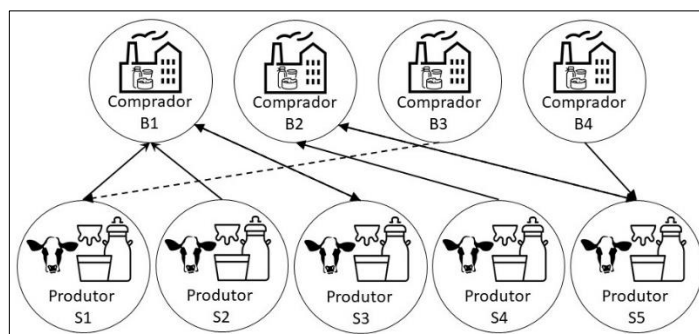 Comprador
B1
Comprador
B2
Comprador
B3
Comprador
B4
Produtor
S1
Produtor
S2
Produtor
S3
Produtor
S4
Produtor
S5